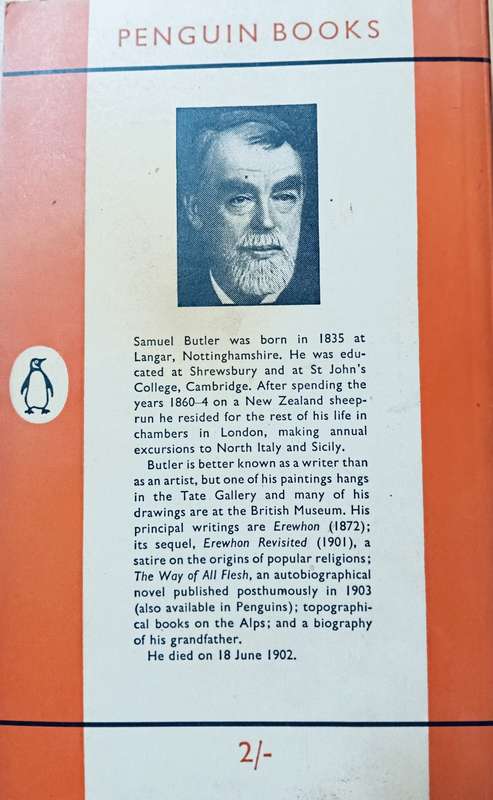 PENGUIN BOOKS
Samuel Butler was born in 1835 at
Langar, Nottinghamshire. He was edu-
cated at Shrewsbury and at St John's
College, Cambridge. After spending the
years 1860–4 on a New Zealand sheep-
run he resided for the rest of his life in
chambers in London, making annual
excursions to North Italy and Sicily.
Butler is better known as a writer than
as an artist, but one of his paintings hangs
in the Tate Gallery and many of his
drawings are at the British Museum. His
principal writings are Erewhon (1872);
its sequel, Erewhon Revisited (1901), a
satire on the origins of popular religions;
The Way of All Flesh, an autobiographical
novel published posthumously in 1903
(also available in Penguins); topographi-
cal books on the Alps; and a biography
of his grandfather.
He died on 18 June 1902.
2/-